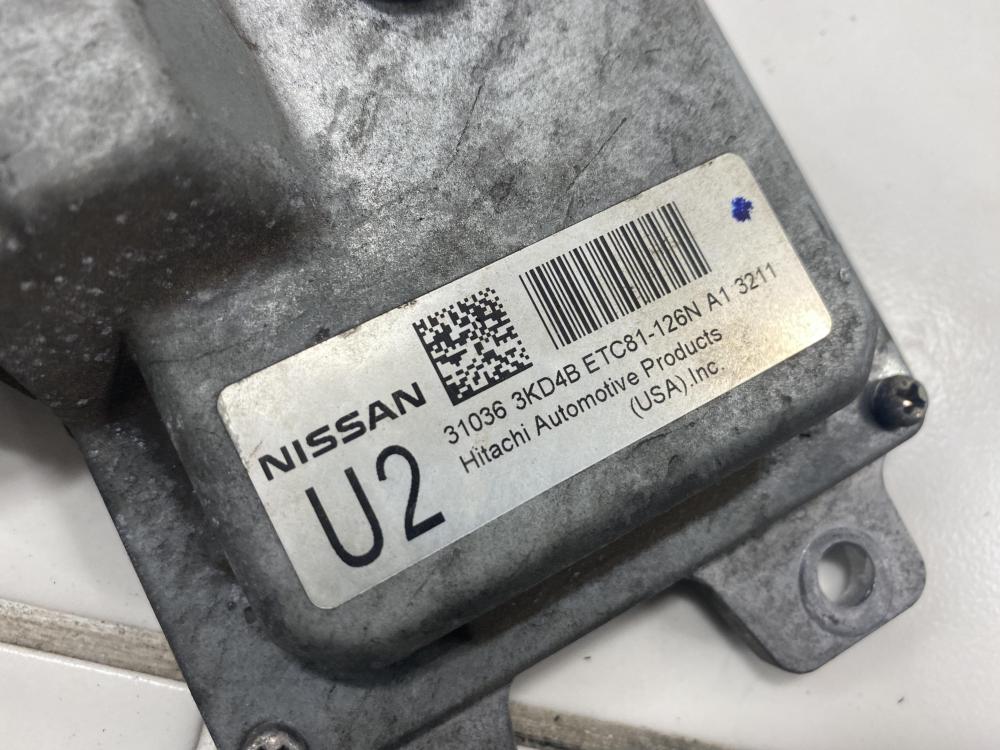 NISSAN
U2
31036 3KD4B ETC81-126N A1 3211
Hitachi Automotive Products
(USA).Inc.